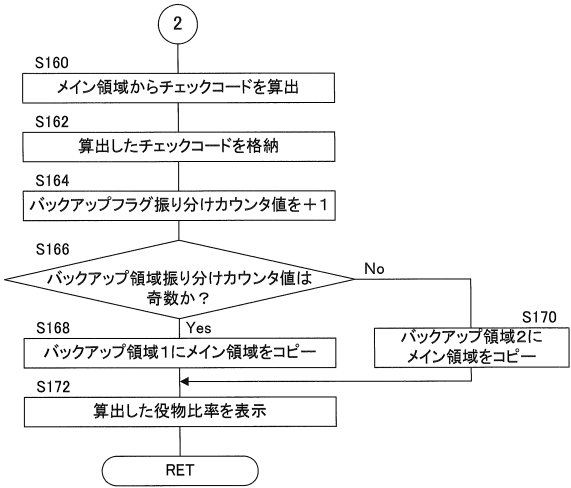 2
S160
メイン領域からチェックコードを算出
S162
算出したチェックコードを格納
S164
バックアップフラグ振り分けカウンタ値を＋１
S166
バックアップ領域振り分けカウンタ値は
奇数か？
No
Yes
S168
バックアップ領域１にメイン領域をコピー
S170
バックアップ領域２に
メイン領域をコピー
S172
算出した役物比率を表示
RET